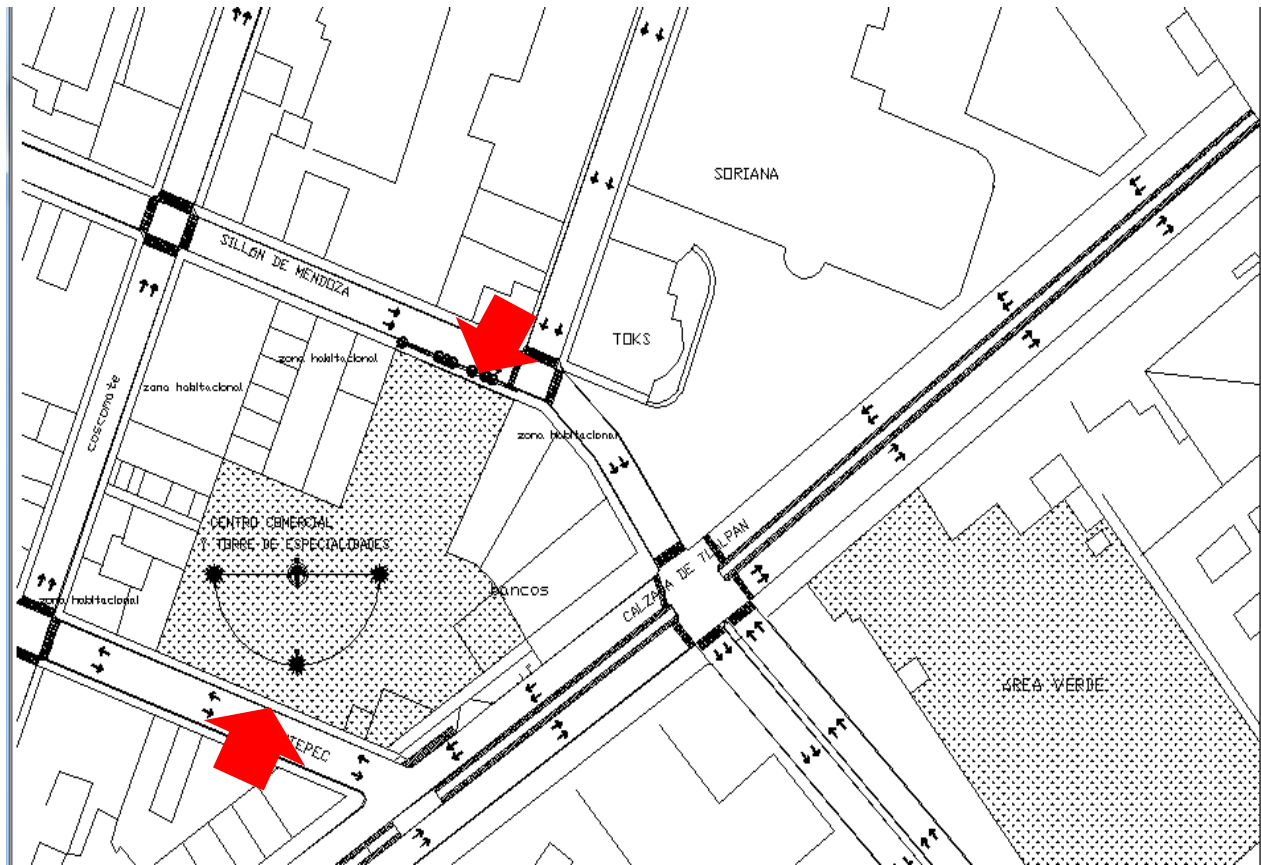 SORIANA
SILLON DE MENDOZA
TOKS
zona habitacional
zona habitacional
coscomate
zona habitacional
CENTRO COMERCIAL
Y TORRE DE ESPECIALIDADES
CALZADA DE TLALPAN
bancos
zona habitacional
AREA VERDE
TEPEC